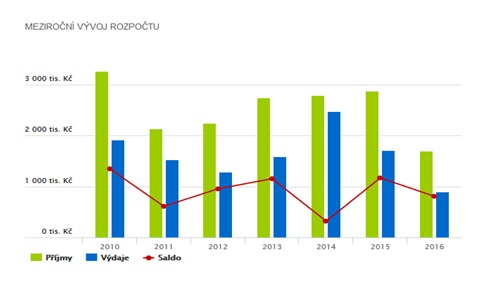 MEZIROČNÍ VÝVOJ ROZPOČTU
3 000 tis. Kč
2 000 tis. Kč
1 000 tis. Kč
0 tis. Kč
2010 2011 2012 2013 2014 2015 2016
Příjmy Výdaje Saldo